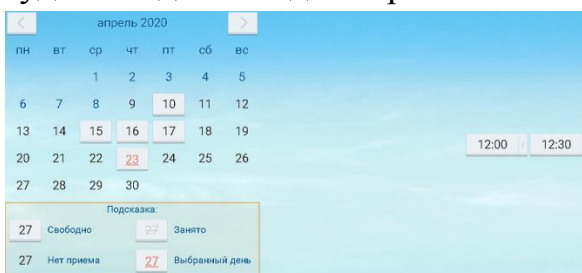 апрель 2020
пн вт ср чт пт сб вс
1 2 3 4 5
6 7 8 9 10 11 12
13 14 15 16 17 18 19
20 21 22 23 24 25 26
27 28 29 30
12:00 12:30
Подсказка:
27 Свободно 27 Занято
27 Нет приема 27 Выбранный день